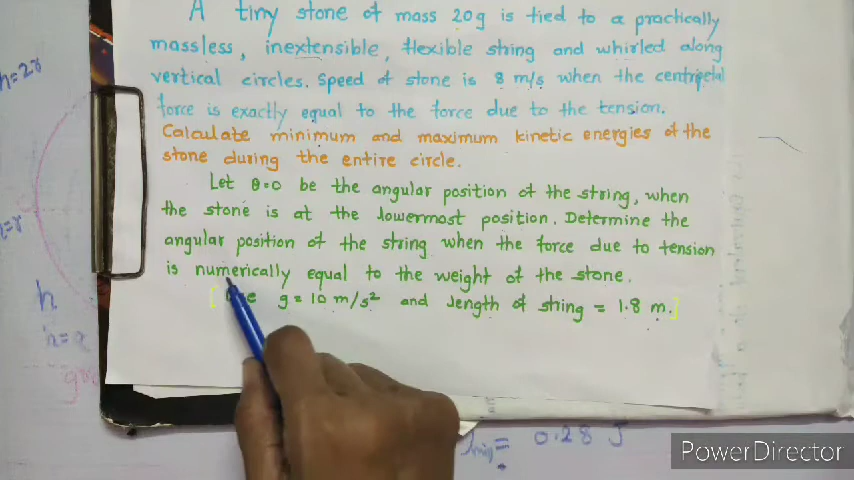 A tiny stone of mass 20g is tied to a practically
massless, inextensible, flexible string and whirled along
vertical circles. Speed of stone is 8 m/s when the centripetal
force is exactly equal to the force due to the tension.
Calculate minimum and maximum kinetic energies of the
stone during the entire circle.
Let θ=0 be the angular position of the string, when
the stone is at the lowermost position. Determine the
angular position of the string when the force due to tension
is numerically equal to the weight of the stone.
g = 10 m/s² and length of sting = 1.8 m.]
h=2r
h
= 0.28 J
PowerDirector